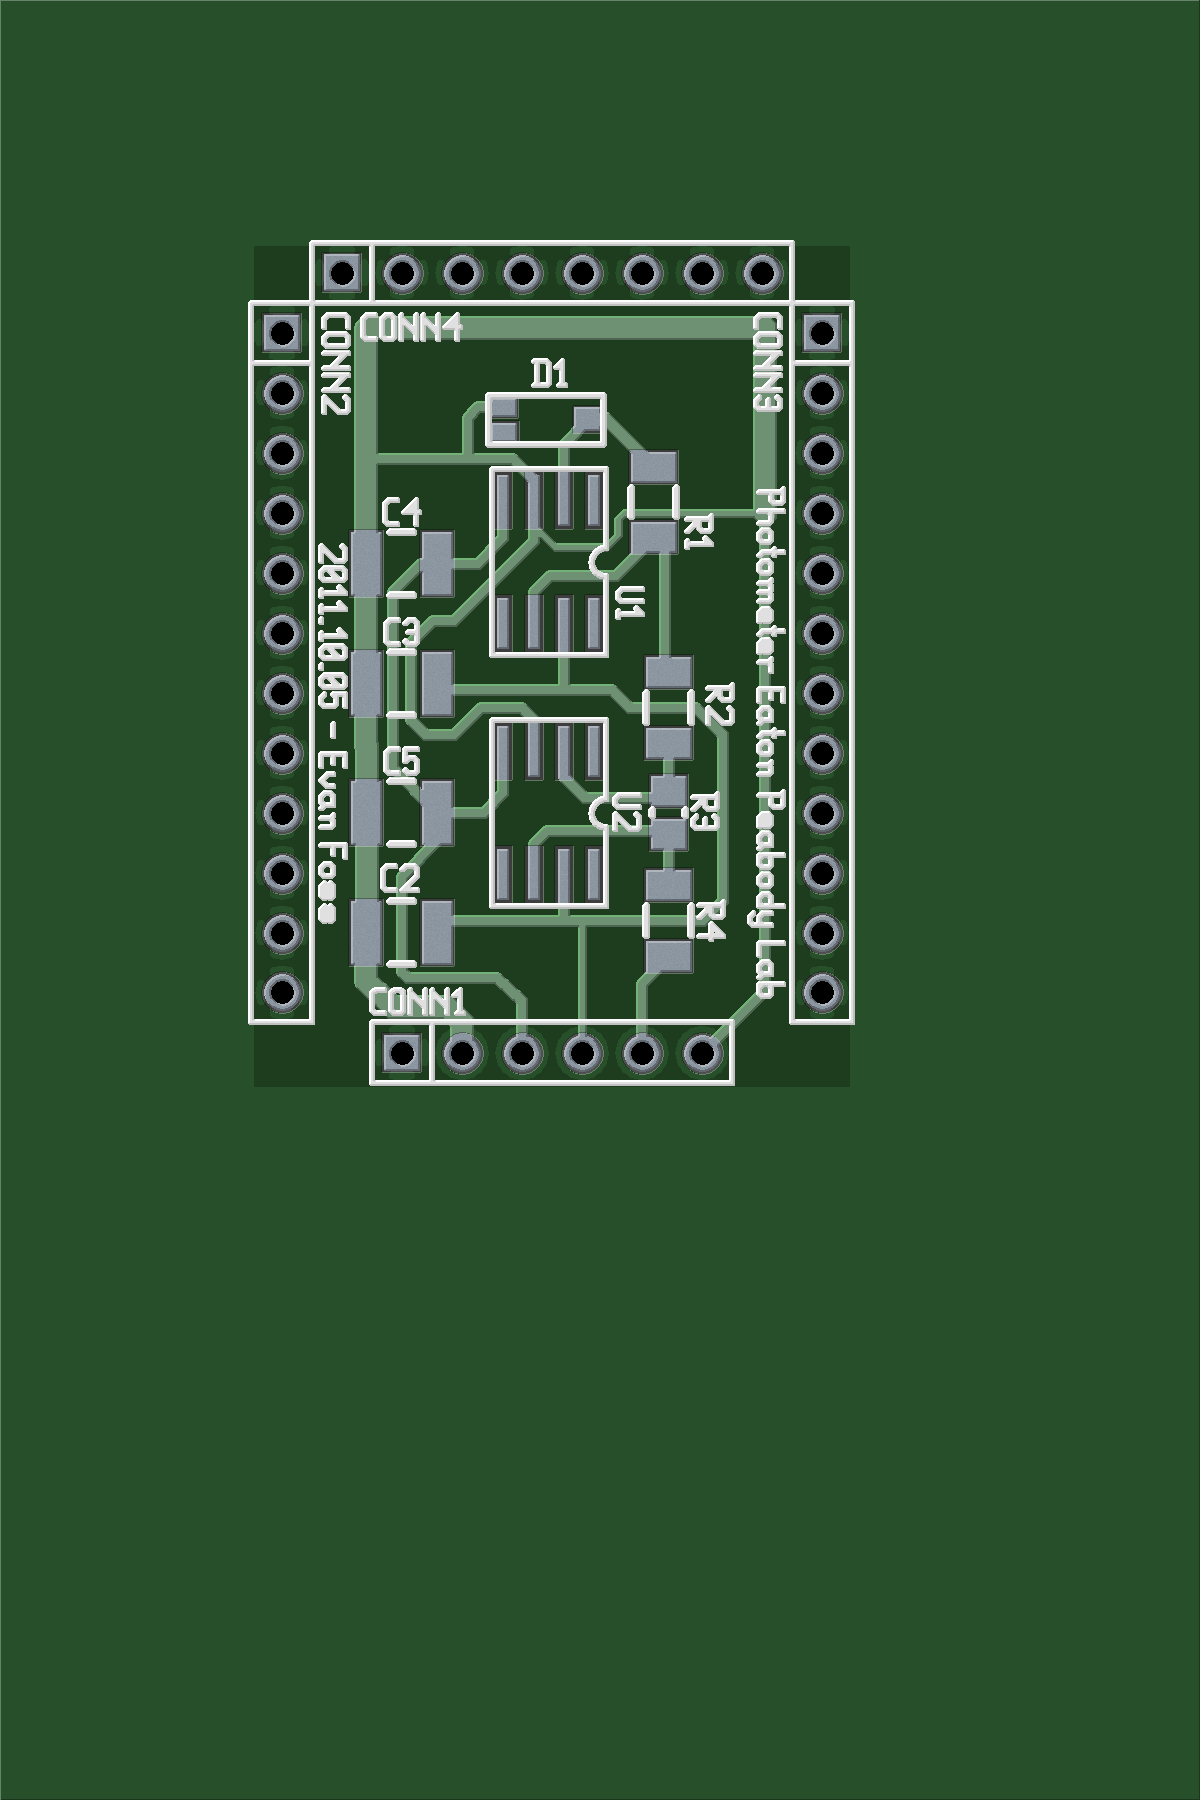 CONN2
CONN4
CONN3
D1
C4
R1
2011.10.05 - Evan Foss
Photometer Eaton Peabody Lab
U1
C3
R2
C5
U2
R3
C2
R4
CONN1